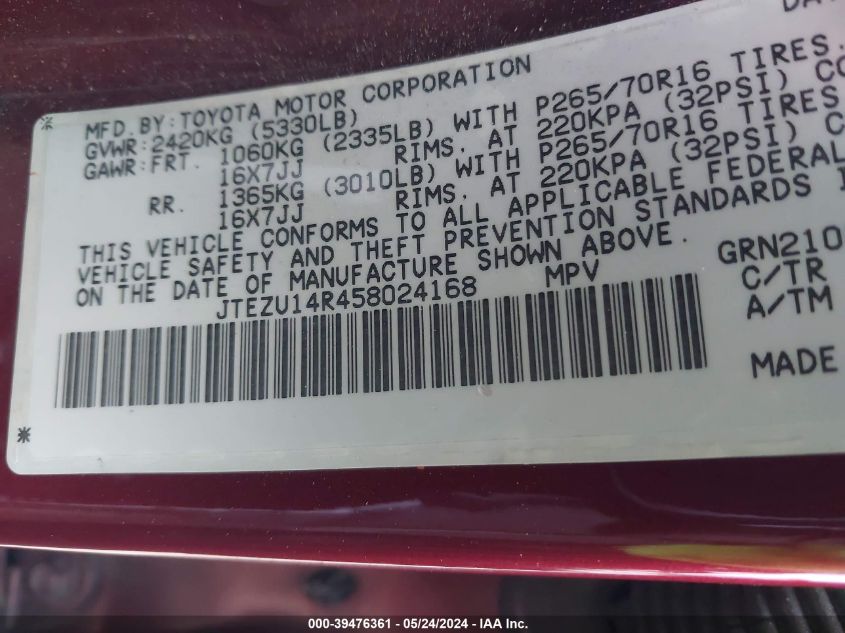 DA
MFD. BY: TOYOTA MOTOR CORPORATION
GVWR: 2420KG (5330LB)
GAWR: FRT. 1060KG (2335LB) WITH P265/70R16 TIRES,
16X7JJ RIMS, AT 220KPA (32PSI) CO
RR. 1365KG (3010LB) WITH P265/70R16 TIRES
16X7JJ RIMS, AT 220KPA (32PSI) C
THIS VEHICLE CONFORMS TO ALL APPLICABLE FEDERAL
VEHICLE SAFETY AND THEFT PREVENTION STANDARDS I
ON THE DATE OF MANUFACTURE SHOWN ABOVE.
JTEZU14R458024168 MPV
GRN210
C/TR
A/TM
MADE
000-39476361 - 05/24/2024 - IAA Inc.